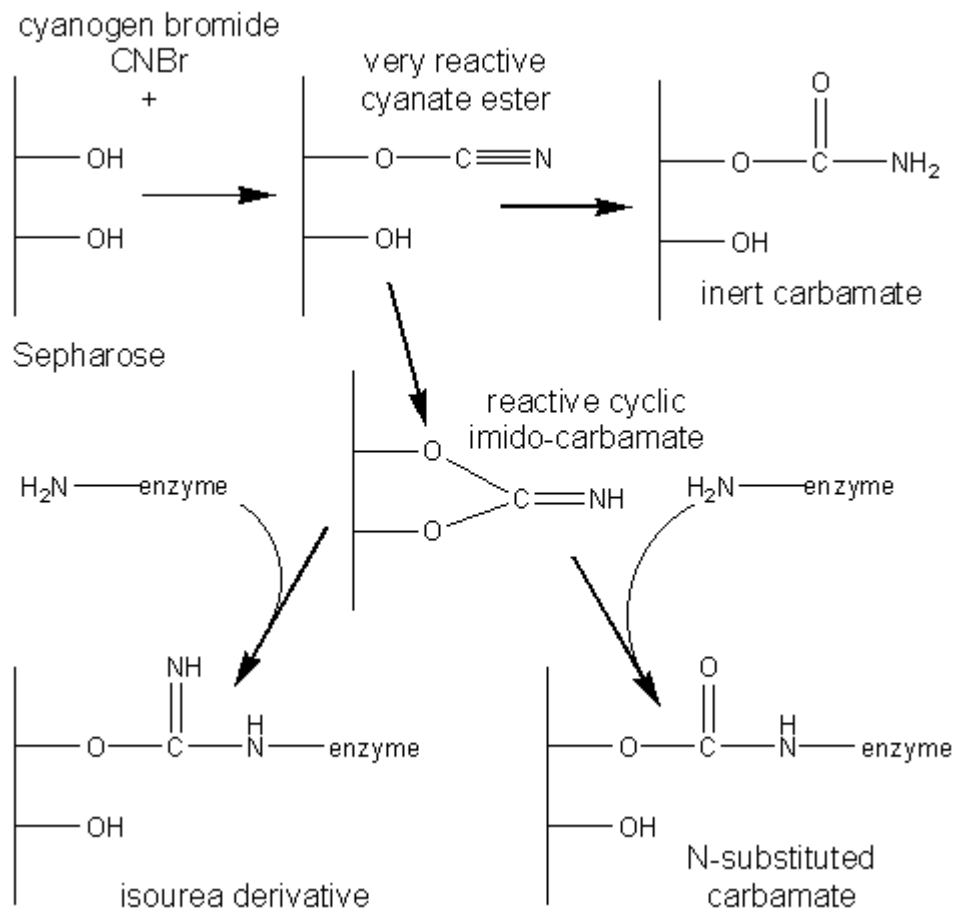 cyanogen bromide
CNBr
+
very reactive
cyanate ester
O
OH
O C N
O C NH2
OH
OH
OH
inert carbamate
Sepharose
reactive cyclic
imido-carbamate
O
H2N enzyme
C NH
H2N enzyme
O
NH
O
H
H
O C N enzyme
O C N enzyme
OH
OH
isourea derivative
N-substituted
carbamate